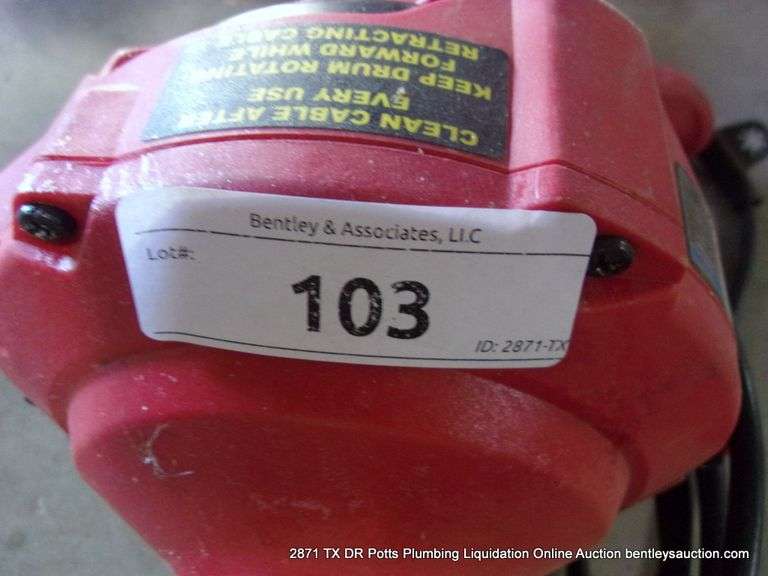 CLEAN CABLE AFTER
EVERY USE
KEEP DRUM ROTATING
FORWARD WHILE
RETRACTING CABLE
Bentley & Associates, LLC
Lot#:
103
ID: 2871-TX
2871 TX DR Potts Plumbing Liquidation Online Auction bentleysauction.com